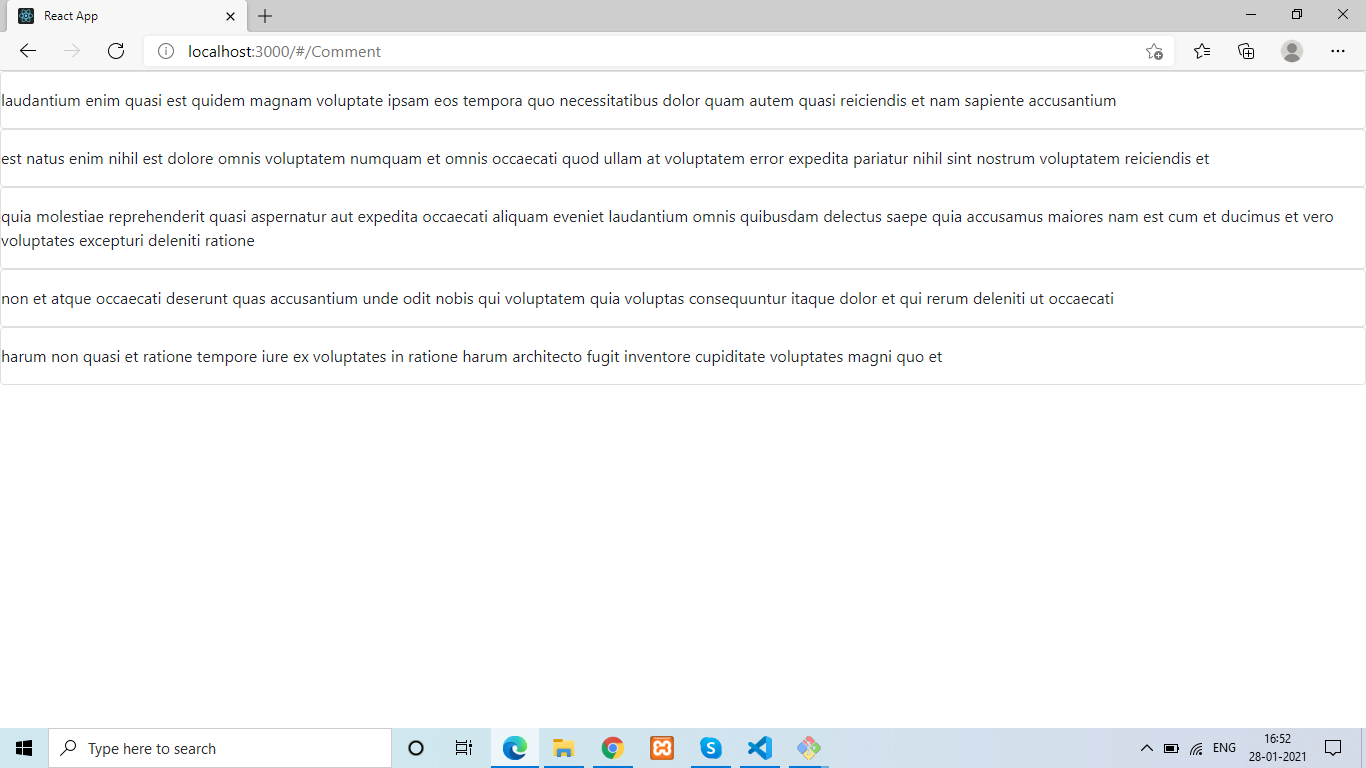 React App
localhost:3000/#/Comment
laudantium enim quasi est quidem magnam voluptate ipsam eos tempora quo necessitatibus dolor quam autem quasi reiciendis et nam sapiente accusantium
est natus enim nihil est dolore omnis voluptatem numquam et omnis occaecati quod ullam at voluptatem error expedita pariatur nihil sint nostrum voluptatem reiciendis et
quia molestiae reprehenderit quasi aspernatur aut expedita occaecati aliquam eveniet laudantium omnis quibusdam delectus saepe quia accusamus maiores nam est cum et ducimus et vero
voluptates excepturi deleniti ratione
non et atque occaecati deserunt quas accusantium unde odit nobis qui voluptatem quia voluptas consequuntur itaque dolor et qui rerum deleniti ut occaecati
harum non quasi et ratione tempore iure ex voluptates in ratione harum architecto fugit inventore cupiditate voluptates magni quo et
Type here to search
ENG
16:52
28-01-2021